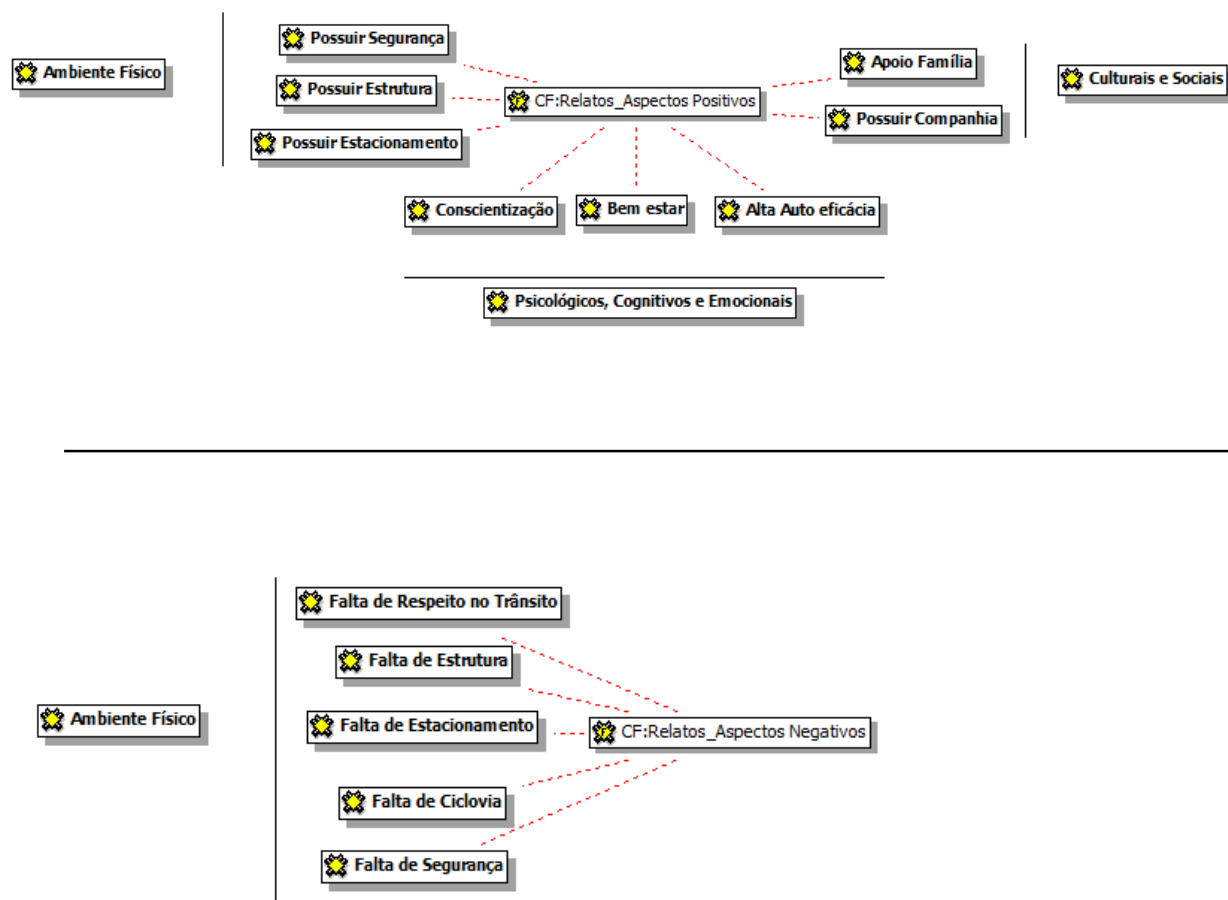 Possuir Segurança
Ambiente Físico
Possuir Estrutura
Possuir Estacionamento
CF:Relatos_Aspectos Positivos
Apoio Família
Possuir Companhia
Culturais e Sociais
Conscientização
Bem estar
Alta Auto eficácia
Psicológicos, Cognitivos e Emocionais
Falta de Respeito no Trânsito
Falta de Estrutura
Ambiente Físico
Falta de Estacionamento
CF:Relatos_Aspectos Negativos
Falta de Ciclovia
Falta de Segurança